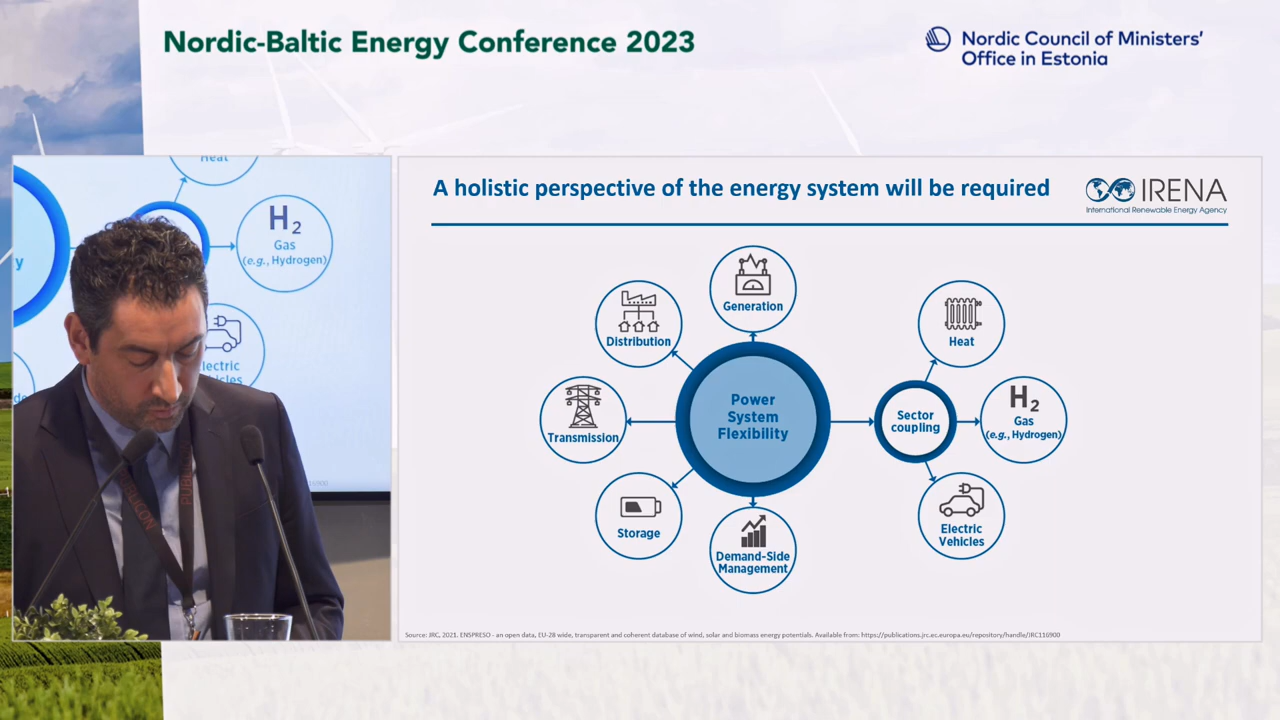 Nordic-Baltic Energy Conference 2023
Nordic Council of Ministers'
Office in Estonia
Heat
H2
Gas
(e.g., Hydrogen)
y
lectric
PUBLICON
PUBL
A holistic perspective of the energy system will be required
IRENA
International Renewable Energy Agency
Generation
Distribution
Transmission
Storage
Demand-Side
Management
Power
System
Flexibility
Sector
coupling
Heat
H2
Gas
(e.g., Hydrogen)
Electric
Vehicles
Source: JRC, 2021. ENSPRESO - an open data, EU-28 wide, transparent and coherent database of wind, solar and biomass energy potentials. Available from: https://publications.jrc.ec.europa.eu/repository/handle/JRC116900